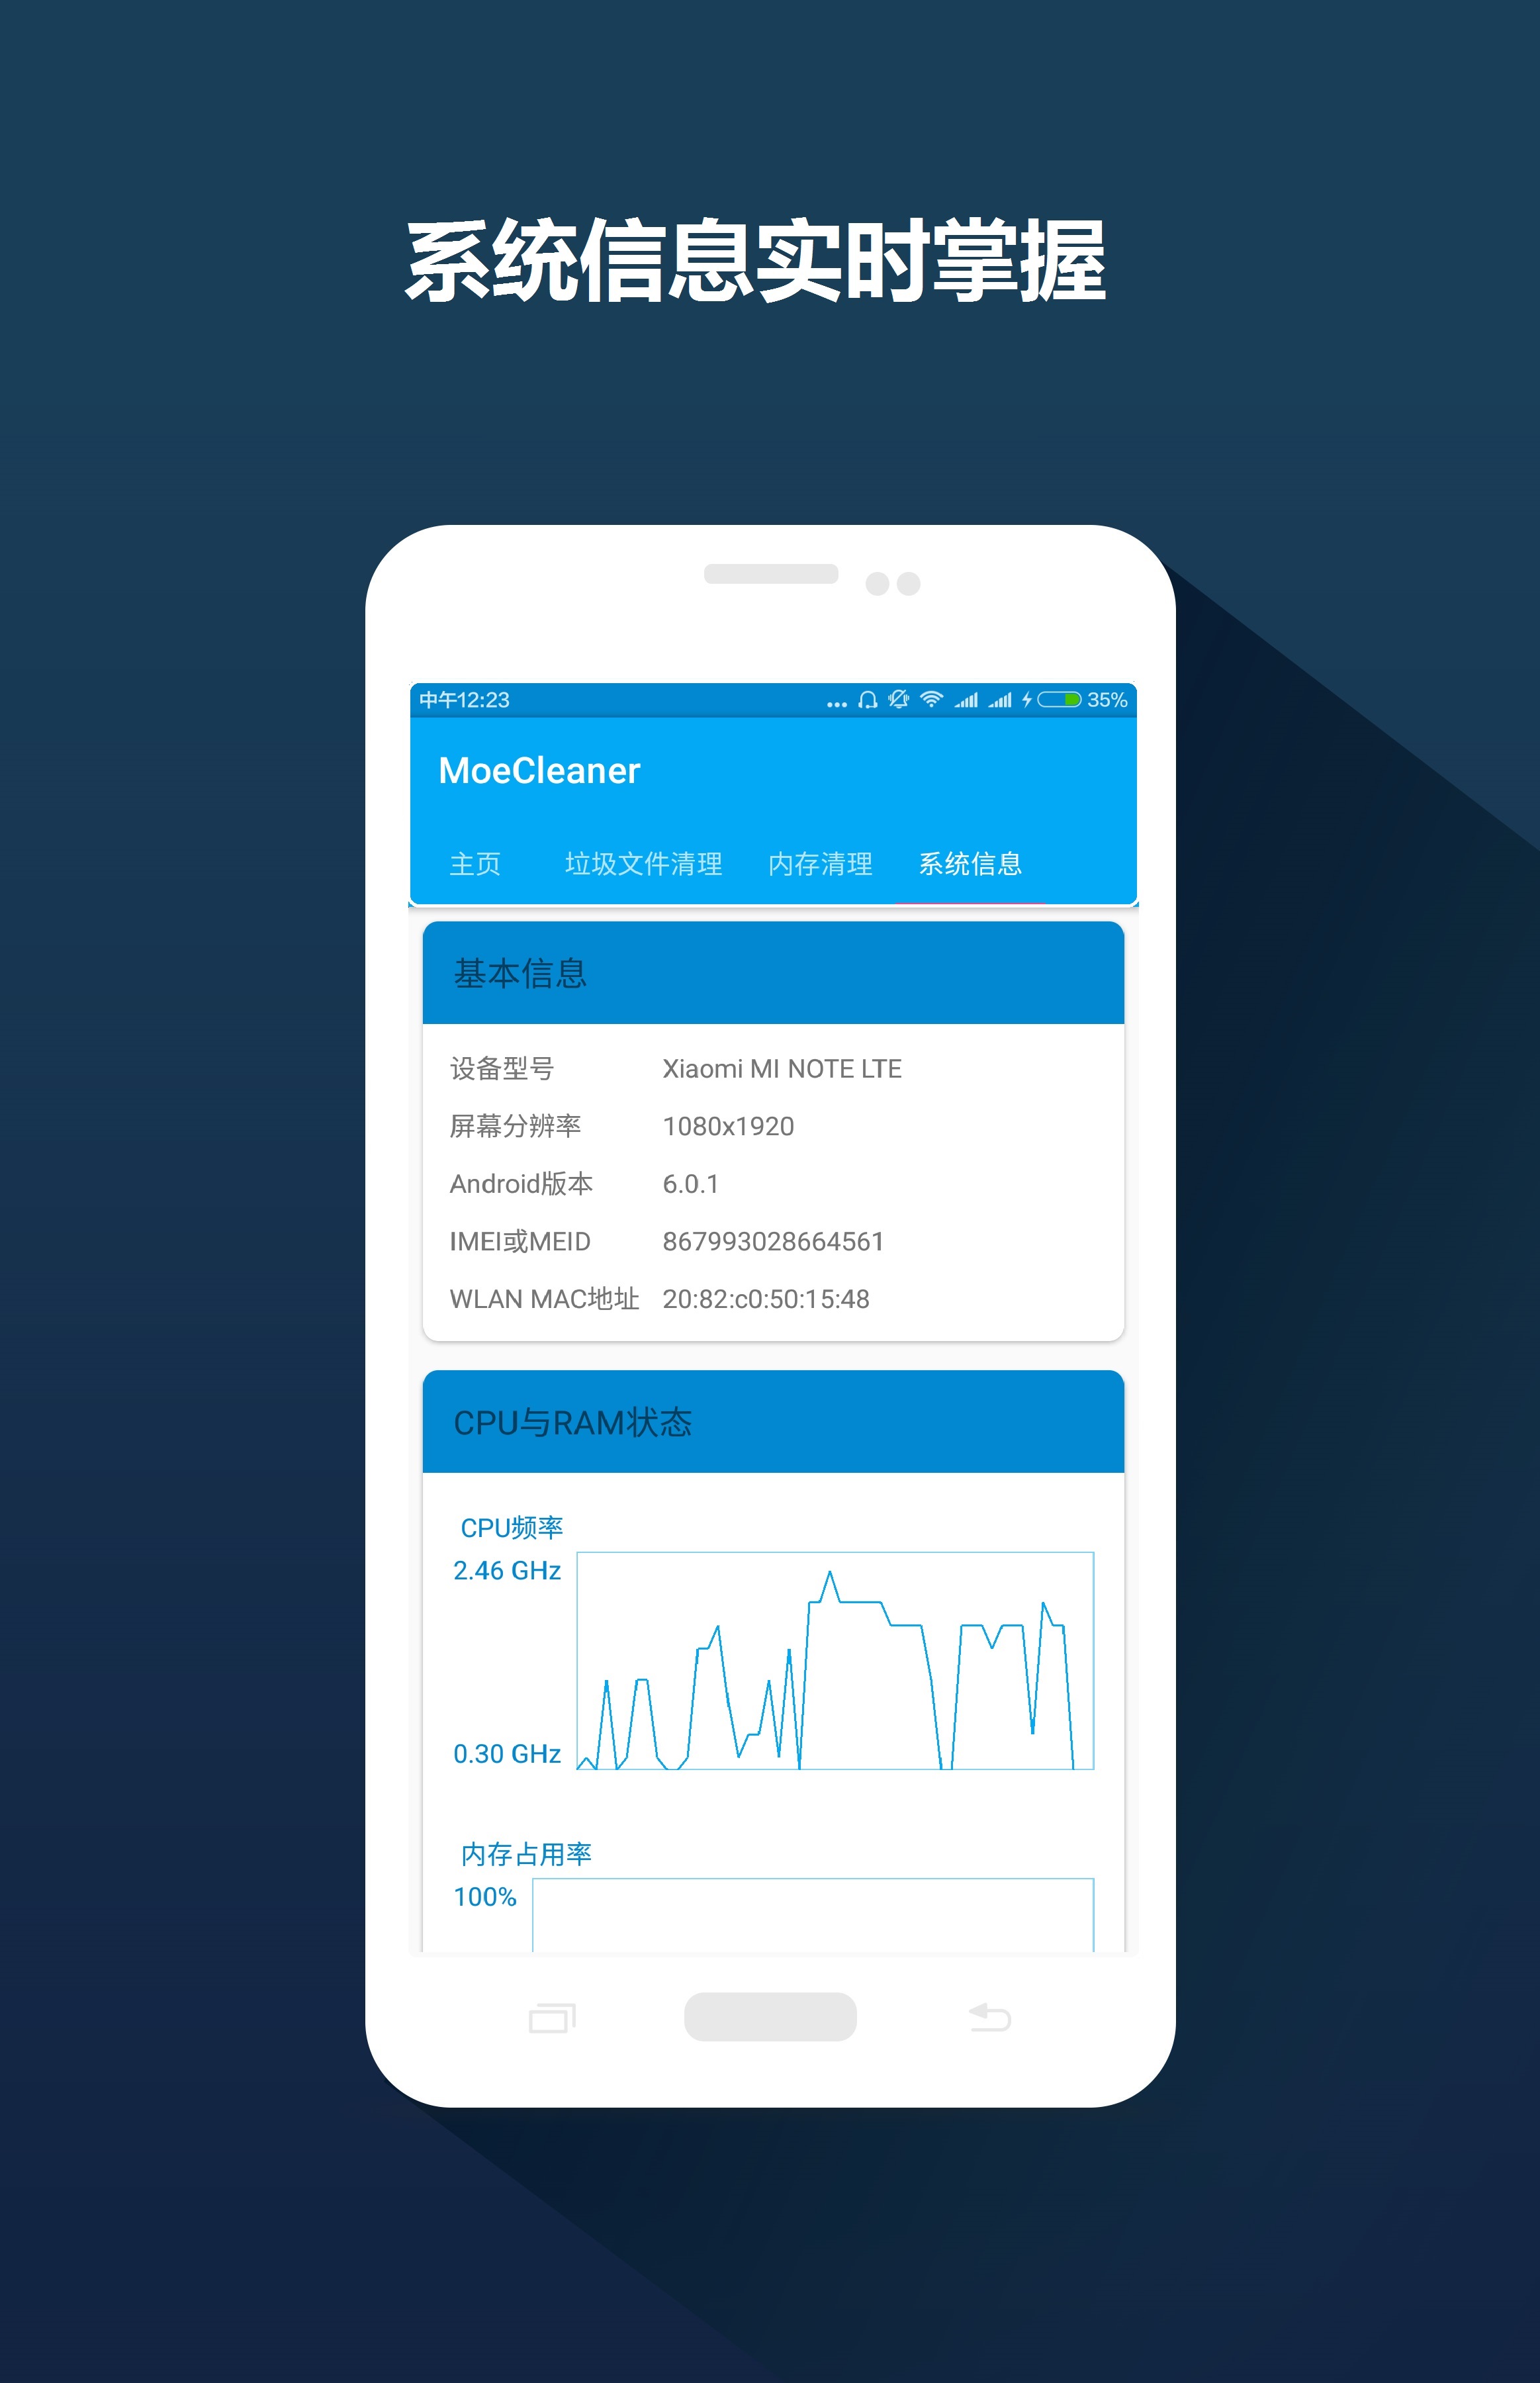 系统信息实时掌握
中午12:23 35%
MoeCleaner
主页 垃圾文件清理 内存清理 系统信息
基本信息
设备型号 Xiaomi MI NOTE LTE
屏幕分辨率 1080x1920
Android版本 6.0.1
IMEI或MEID 867993028664561
WLAN MAC地址 20:82:c0:50:15:48
CPU与RAM状态
CPU频率
2.46 GHz
0.30 GHz
内存占用率
100%